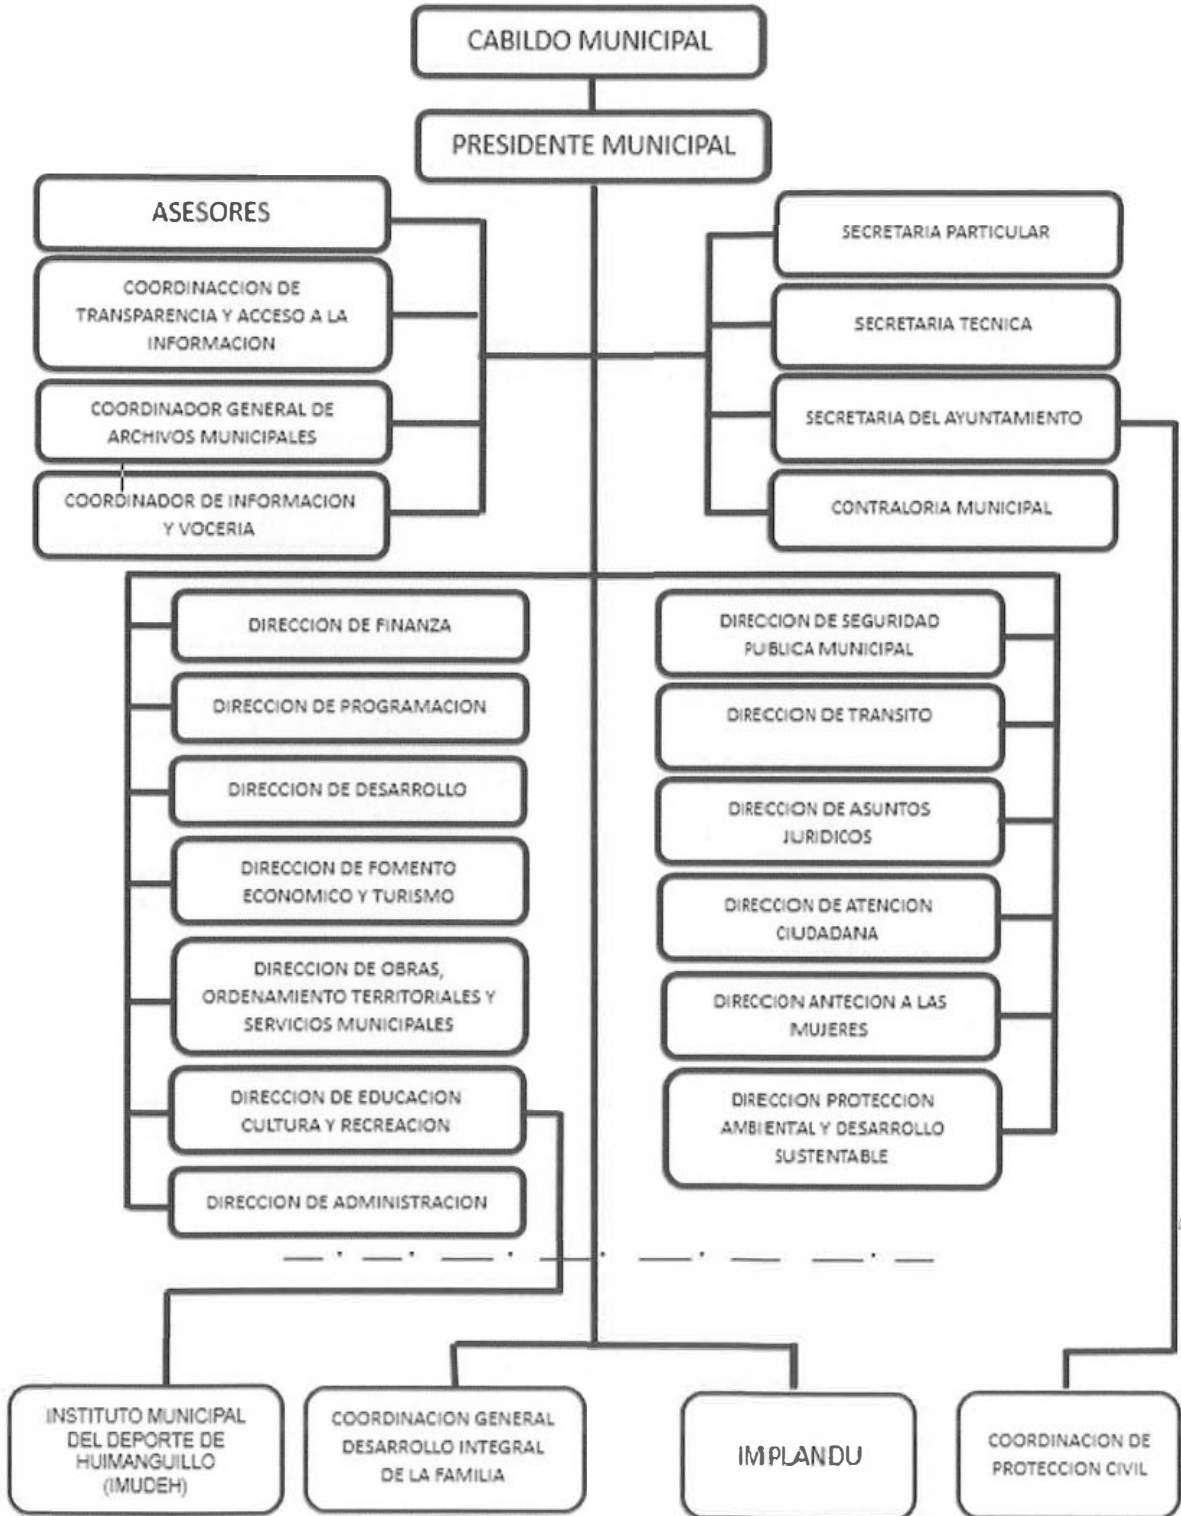 CABILDO MUNICIPAL
PRESIDENTE MUNICIPAL
ASESORES
COORDINACCION DE
TRANSPARENCIA Y ACCESO A LA
INFORMACION
COORDINADOR GENERAL DE
ARCHIVOS MUNICIPALES
COORDINADOR DE INFORMACION
Y VOCERIA
SECRETARIA PARTICULAR
SECRETARIA TECNICA
SECRETARIA DEL AYUNTAMIENTO
CONTRALORIA MUNICIPAL
DIRECCION DE FINANZA
DIRECCION DE PROGRAMACION
DIRECCION DE DESARROLLO
DIRECCION DE FOMENTO
ECONOMICO Y TURISMO
DIRECCION DE OBRAS,
ORDENAMIENTO TERRITORIALES Y
SERVICIOS MUNICIPALES
DIRECCION DE EDUCACION
CULTURA Y RECREACION
DIRECCION DE ADMINISTRACION
DIRECCION DE SEGURIDAD
PUBLICA MUNICIPAL
DIRECCION DE TRANSITO
DIRECCION DE ASUNTOS
JURIDICOS
DIRECCION DE ATENCION
CIUDADANA
DIRECCION ANTECION A LAS
MUJERES
DIRECCION PROTECCION
AMBIENTAL Y DESARROLLO
SUSTENTABLE
INSTITUTO MUNICIPAL
DEL DEPORTE DE
HUIMANGUILLO
(IMUDEH)
COORDINACION GENERAL
DESARROLLO INTEGRAL
DE LA FAMILIA
IMPLANDU
COORDINACION DE
PROTECCION CIVIL